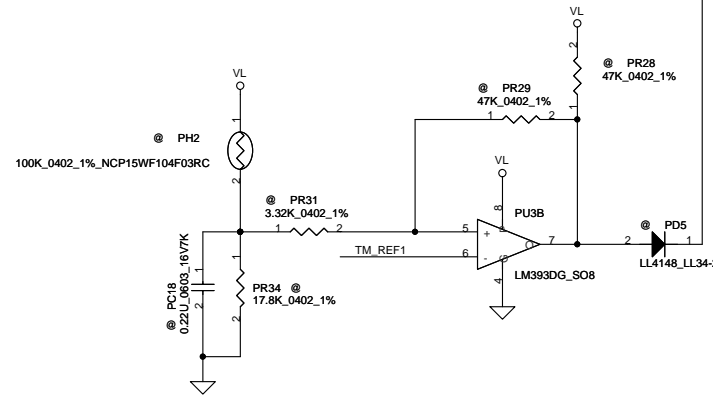 VL
2
@ PR28
47K_0402_1%
1
VL
@ PR29
47K_0402_1%
1
2
1
@ PH2
100K_0402_1%_NCP15WF104F03RC
2
VL
8
PU3B
@ PR31
3.32K_0402_1%
1
2
5
+
P
O
7
@ PD5
2
1
TM_REF1
6
-
G
LM393DG_SO8
LL4148_LL34-
4
1
1
2
2
@ PC18
0.22U_0603_16V7K
PR34 @
17.8K_0402_1%